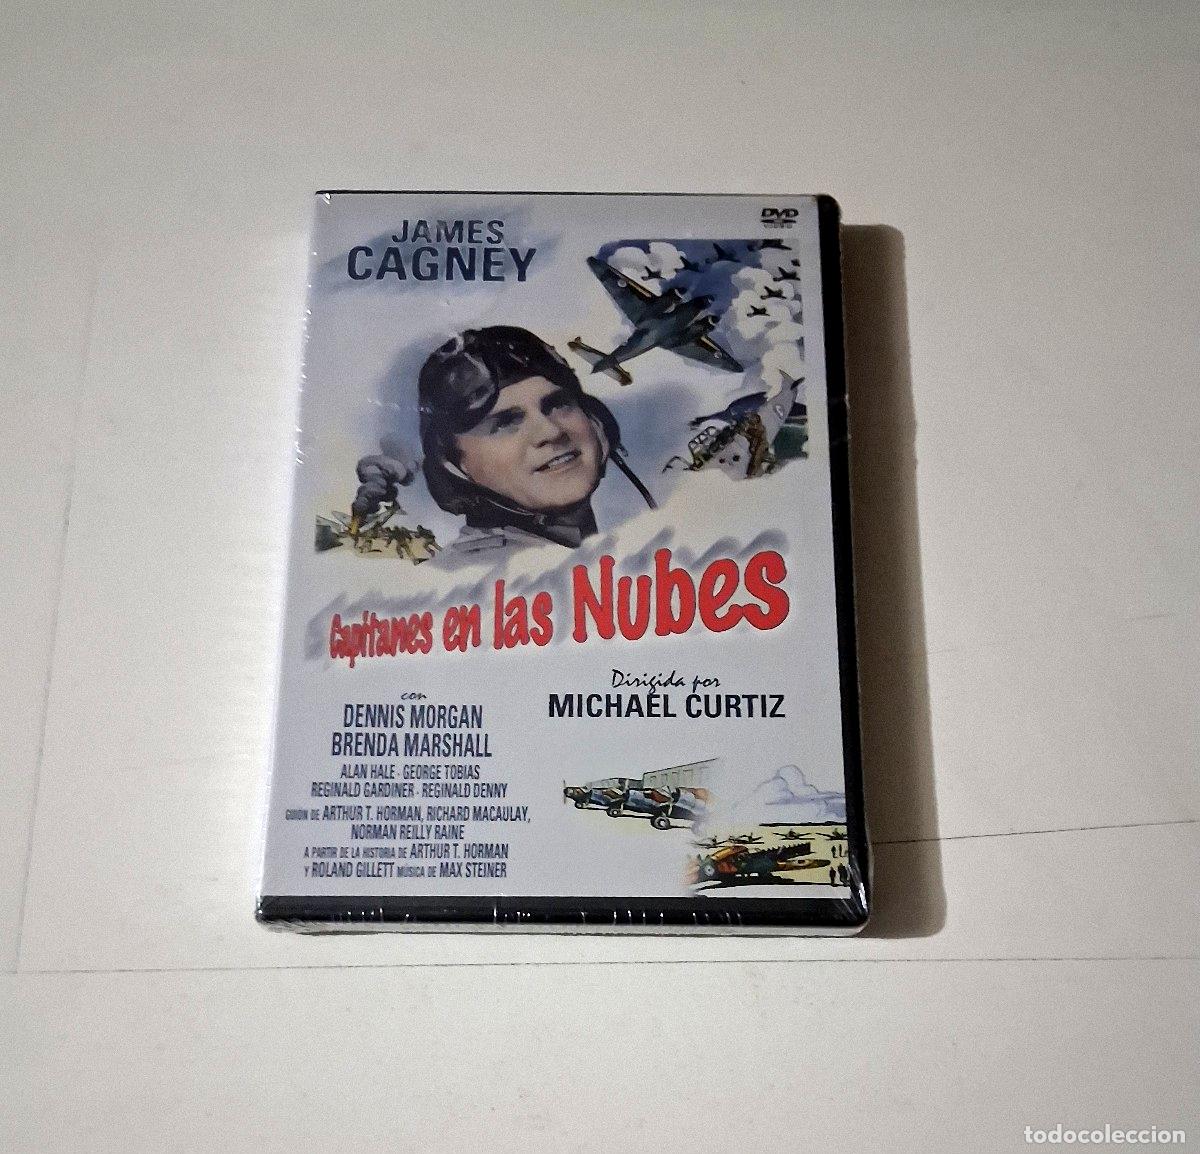 JAMES
CAGNEY
DVD
VIDEO
Capitanes en las Nubes
Dirigida por
MICHAEL CURTIZ
con
DENNIS MORGAN
BRENDA MARSHALL
ALAN HALE - GEORGE TOBIAS
REGINALD GARDINER - REGINALD DENNY
GUION DE ARTHUR T. HORMAN, RICHARD MACAULAY,
NORMAN REILLY RAINE
A PARTIR DE LA HISTORIA DE ARTHUR T. HORMAN
Y ROLAND GILLETT MÚSICA DE MAX STEINER
todocoleccion